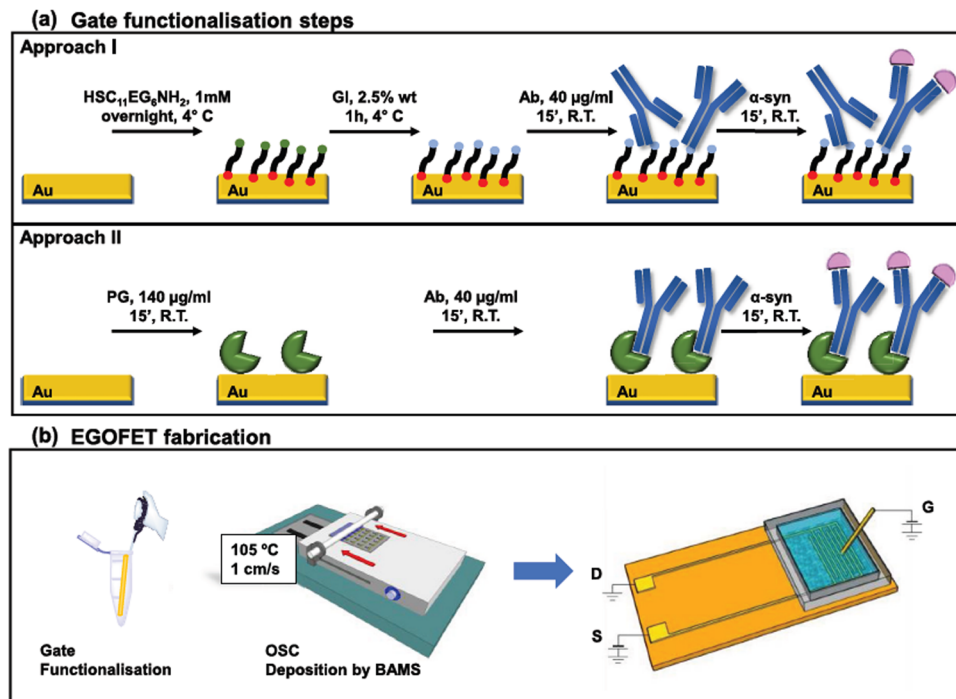 (a) Gate functionalisation steps
Approach I
HSC₁₁EG₆NH₂, 1mM
overnight, 4° C
GI, 2.5% wt
1h, 4° C
Ab, 40 µg/ml
15’, R.T.
α-syn
15’, R.T.
Au
Au
Au
Au
Au
Approach II
PG, 140 µg/ml
15’, R.T.
Ab, 40 µg/ml
15’, R.T.
α-syn
15’, R.T.
Au
Au
Au
Au
(b) EGOFET fabrication
105 ºC
1 cm/s
Gate
Functionalisation
OSC
Deposition by BAMS
D
S
G